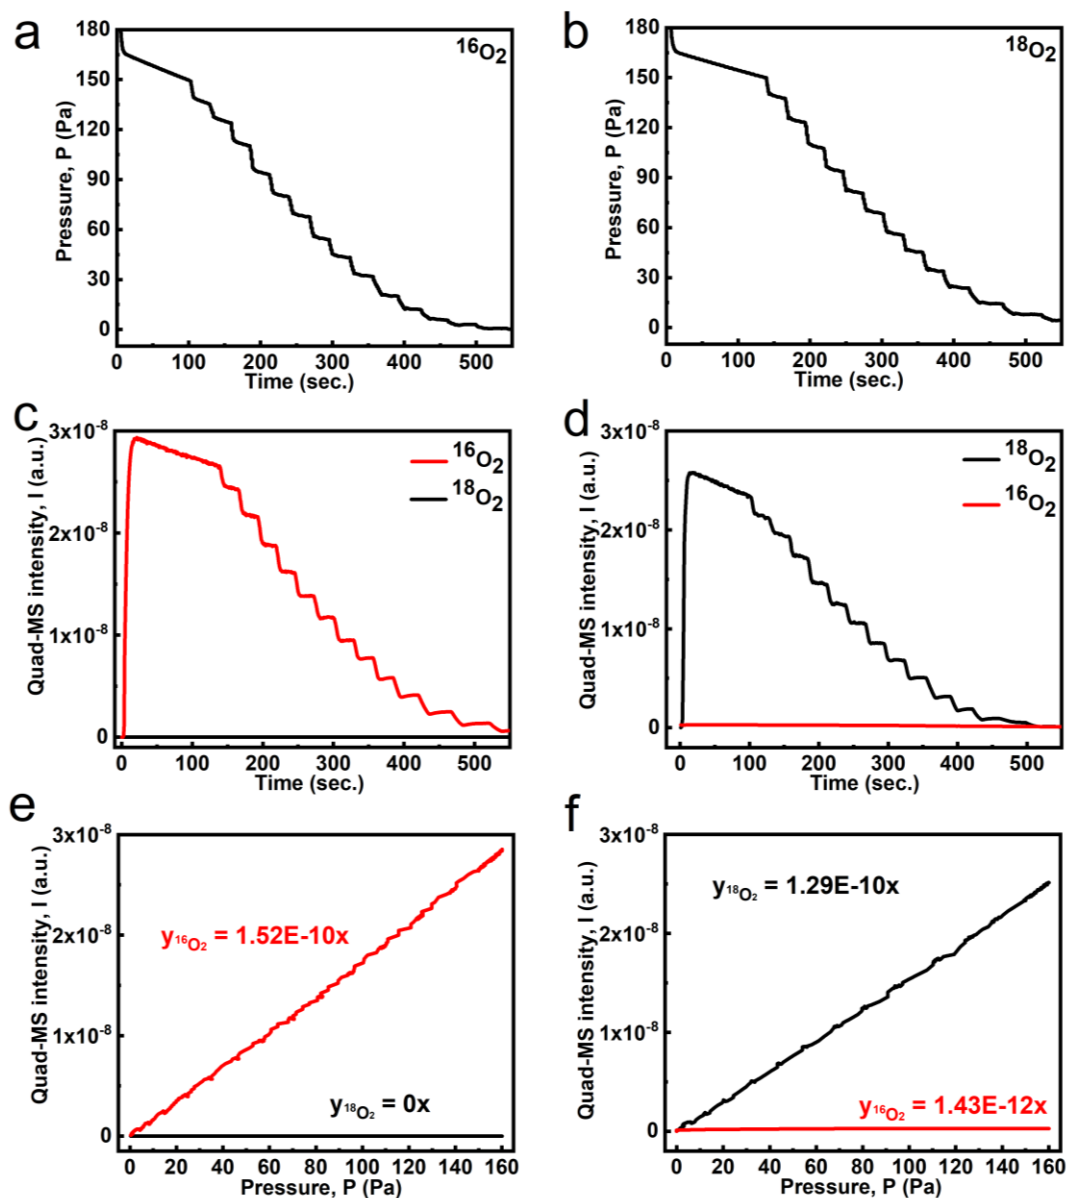 a
180
150
120
90
60
30
0
Pressure, P (Pa)
¹⁶O₂
0 100 200 300 400 500
Time (sec.)
b
180
150
120
90
60
30
0
Pressure, P (Pa)
¹⁸O₂
0 100 200 300 400 500
Time (sec.)
c
3x10⁻⁸
2x10⁻⁸
1x10⁻⁸
0
Quad-MS intensity, I (a.u.)
¹⁶O₂
¹⁸O₂
0 100 200 300 400 500
Time (sec.)
d
3x10⁻⁸
2x10⁻⁸
1x10⁻⁸
0
Quad-MS intensity, I (a.u.)
¹⁸O₂
¹⁶O₂
0 100 200 300 400 500
Time (sec.)
e
3x10⁻⁸
2x10⁻⁸
1x10⁻⁸
0
Quad-MS intensity, I (a.u.)
y¹⁶O₂ = 1.52E-10x
y¹⁸O₂ = 0x
0 20 40 60 80 100 120 140 160
Pressure, P (Pa)
f
3x10⁻⁸
2x10⁻⁸
1x10⁻⁸
0
Quad-MS intensity, I (a.u.)
y¹⁸O₂ = 1.29E-10x
y¹⁶O₂ = 1.43E-12x
0 20 40 60 80 100 120 140 160
Pressure, P (Pa)